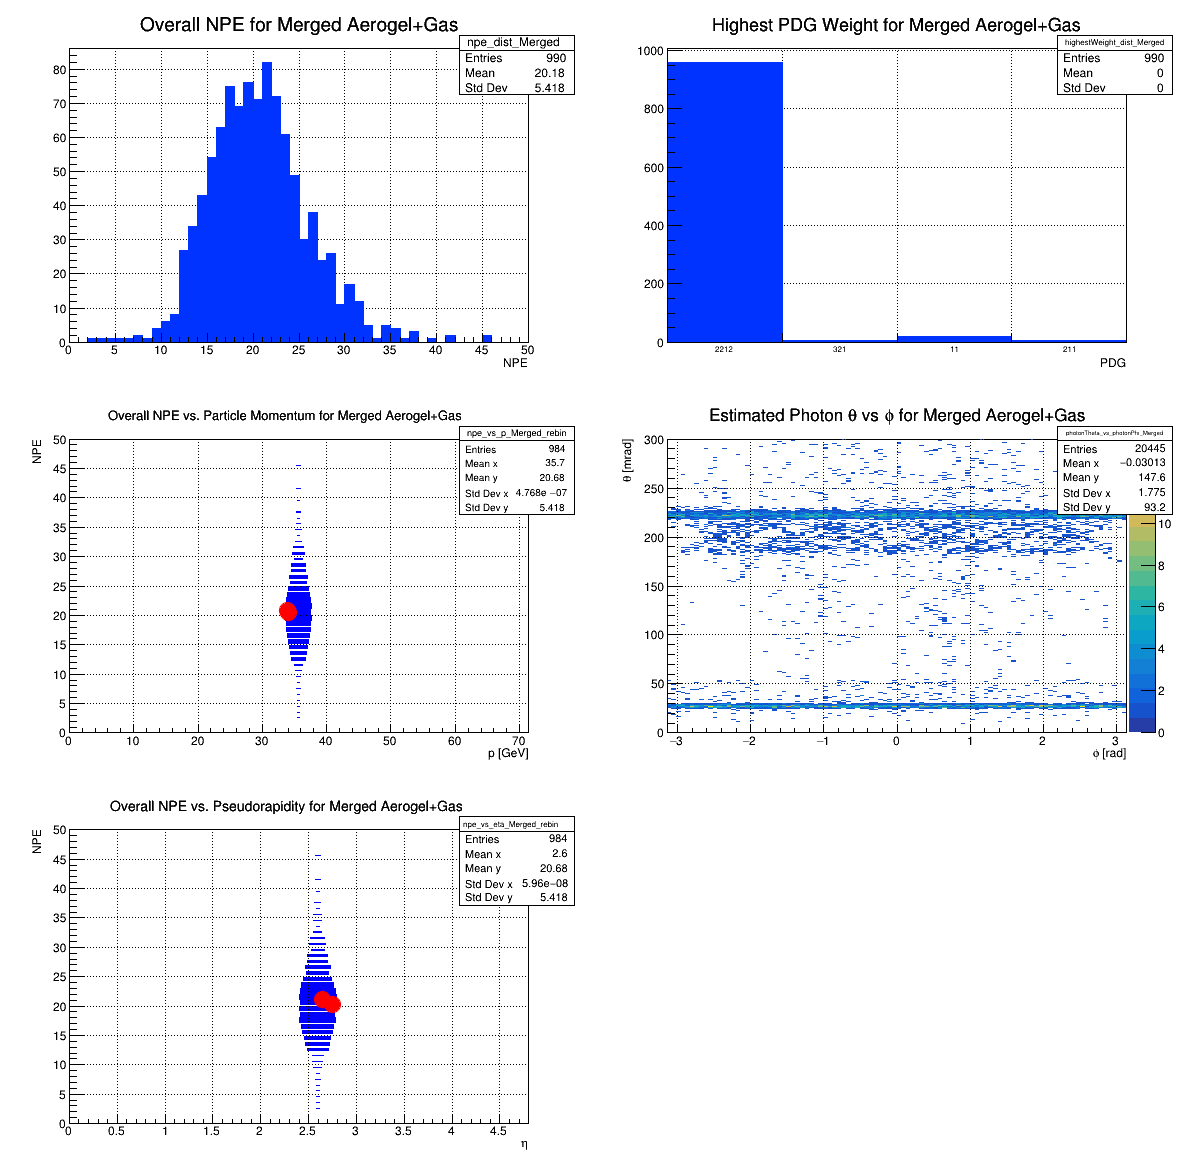 Overall NPE for Merged Aerogel+Gas
npe_dist_Merged
Entries 990
Mean 20.18
Std Dev 5.418
80
70
60
50
40
30
20
10
0
0 5 10 15 20 25 30 35 40 45 50
NPE
Highest PDG Weight for Merged Aerogel+Gas
highestWeight_dist_Merged
Entries 990
Mean 0
Std Dev 0
1000
800
600
400
200
0
2212 321 11 211
PDG
Overall NPE vs. Particle Momentum for Merged Aerogel+Gas
npe_vs_p_Merged_rebin
Entries 984
Mean x 35.7
Mean y 20.68
Std Dev x 4.768e −07
Std Dev y 5.418
NPE
50
45
40
35
30
25
20
15
10
5
0
0 10 20 30 40 50 60 70
p [GeV]
Estimated Photon θ vs ϕ for Merged Aerogel+Gas
photonTheta_vs_photonPhi_Merged
Entries 20445
Mean x −0.03013
Mean y 147.6
Std Dev x 1.775
Std Dev y 93.2
θ [mrad]
300
250
200
150
100
50
0
−3 −2 −1 0 1 2 3
ϕ [rad]
10
8
6
4
2
0
Overall NPE vs. Pseudorapidity for Merged Aerogel+Gas
npe_vs_eta_Merged_rebin
Entries 984
Mean x 2.6
Mean y 20.68
Std Dev x 5.96e−08
Std Dev y 5.418
NPE
50
45
40
35
30
25
20
15
10
5
0
0 0.5 1 1.5 2 2.5 3 3.5 4 4.5
η